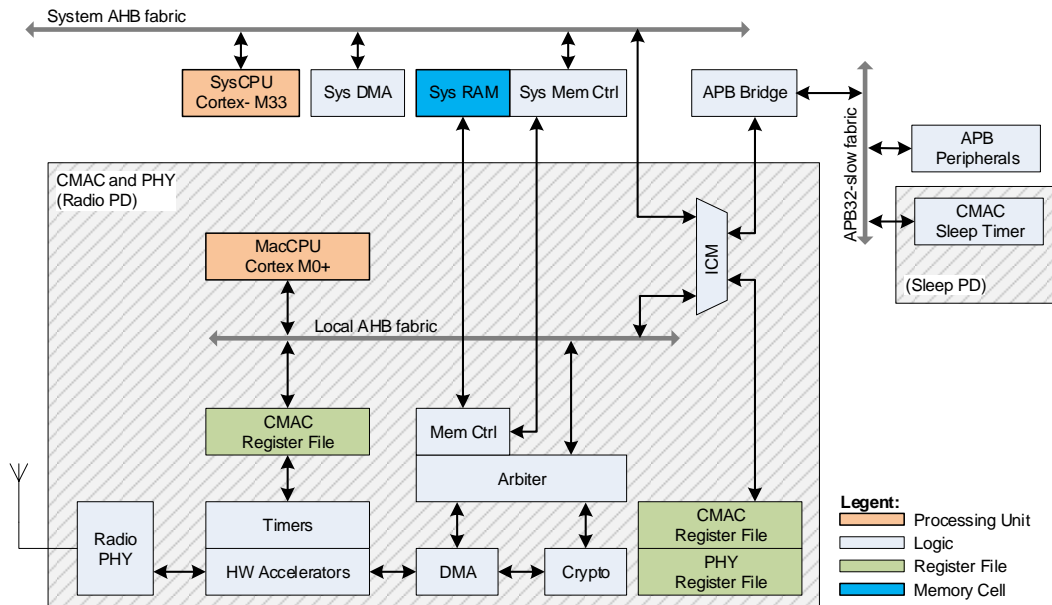 System AHB fabric
SysCPU
Cortex- M33
Sys DMA
Sys RAM
Sys Mem Ctrl
APB Bridge
APB32-slow fabric
APB
Peripherals
CMAC
Sleep Timer
(Sleep PD)
CMAC and PHY
(Radio PD)
MacCPU
Cortex M0+
ICM
Local AHB fabric
CMAC
Register File
Mem Ctrl
Arbiter
Radio
PHY
Timers
HW Accelerators
DMA
Crypto
CMAC
Register File
PHY
Register File
Legent:
Processing Unit
Logic
Register File
Memory Cell